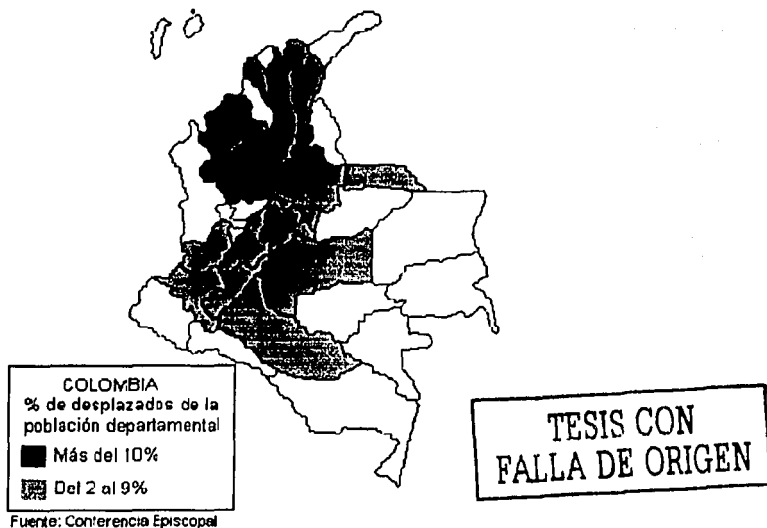 COLOMBIA
% de desplazados de la
población departamental
Más del 10%
Del 2 al 9%
Fuente: Conferencia Episcopal
TESIS CON
FALLA DE ORIGEN